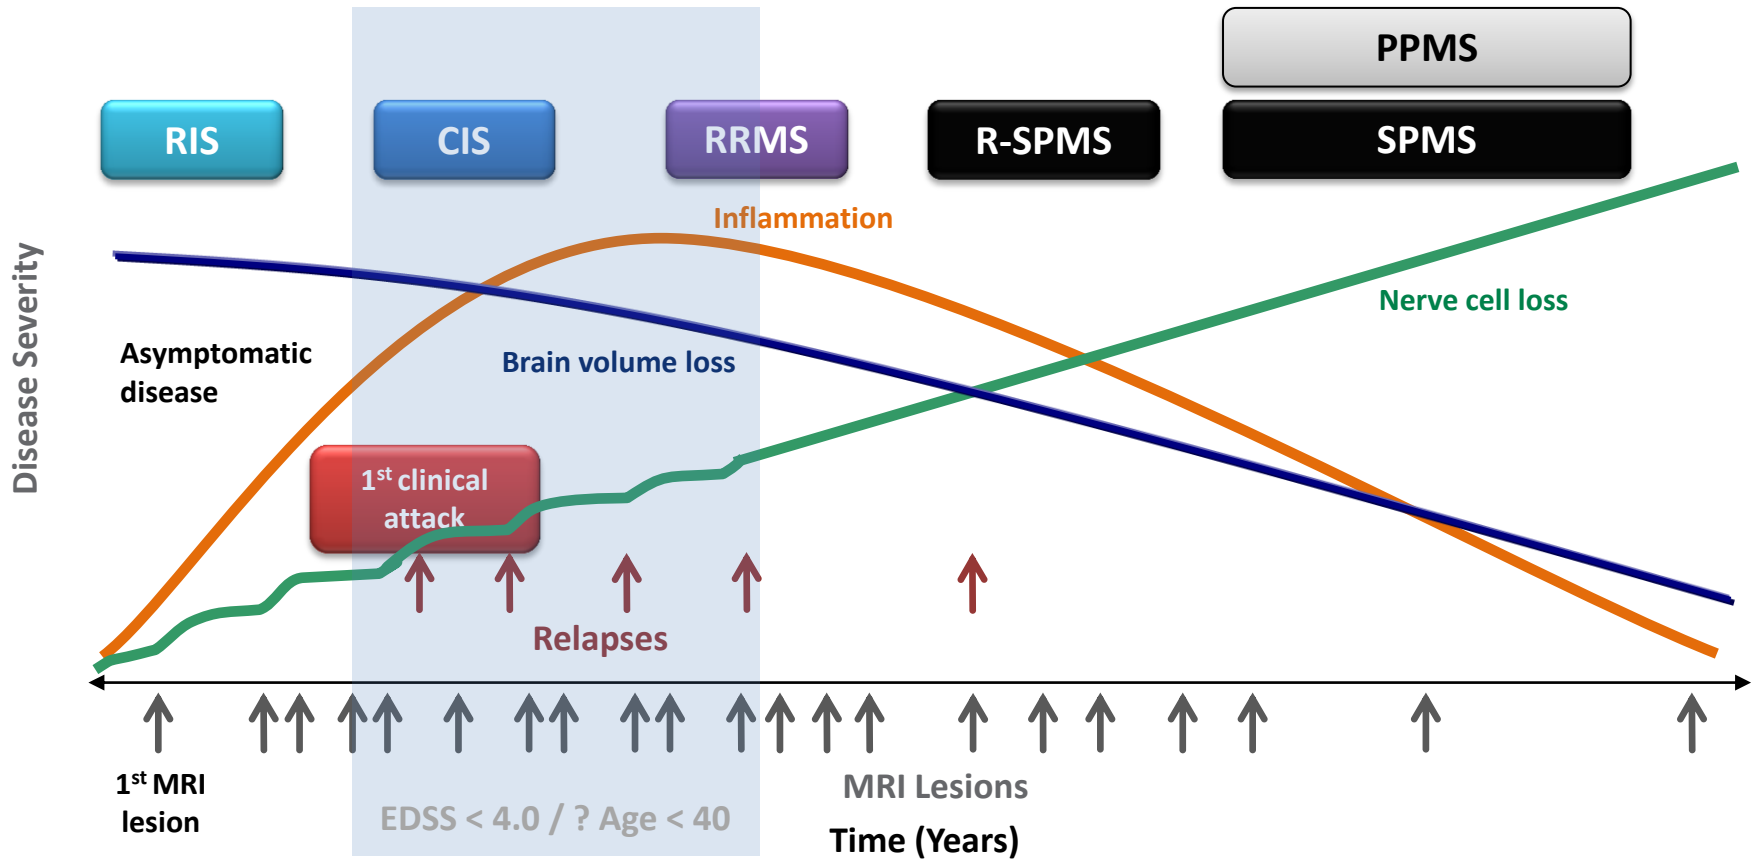 PPMS
RIS
CIS
RRMS
R-SPMS
SPMS
Inflammation
Disease Severity
Nerve cell loss
Asymptomatic
disease
Brain volume loss
1st clinical
attack
Relapses
1st MRI
lesion
MRI Lesions
EDSS < 4.0 / ? Age < 40
Time (Years)